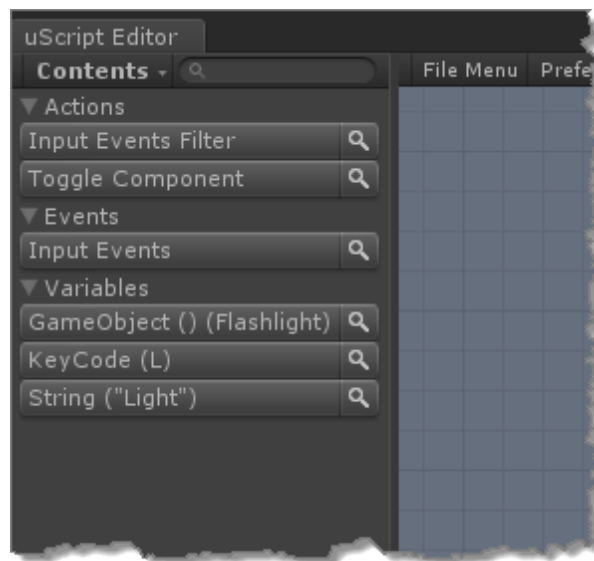 uScript Editor
Contents
File Menu Prefe
Actions
Input Events Filter
Toggle Component
Events
Input Events
Variables
GameObject () (Flashlight)
KeyCode (L)
String ("Light")